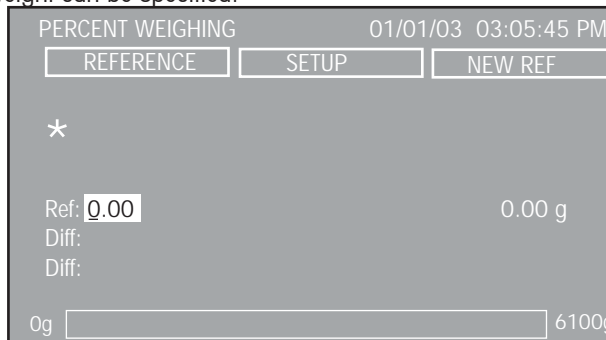 weight can be specified.
PERCENT WEIGHING 01/01/03 03:05:45 PM
REFERENCE SETUP NEW REF
*
Ref: 0.00 0.00 g
Diff:
Diff:
0g 6100g